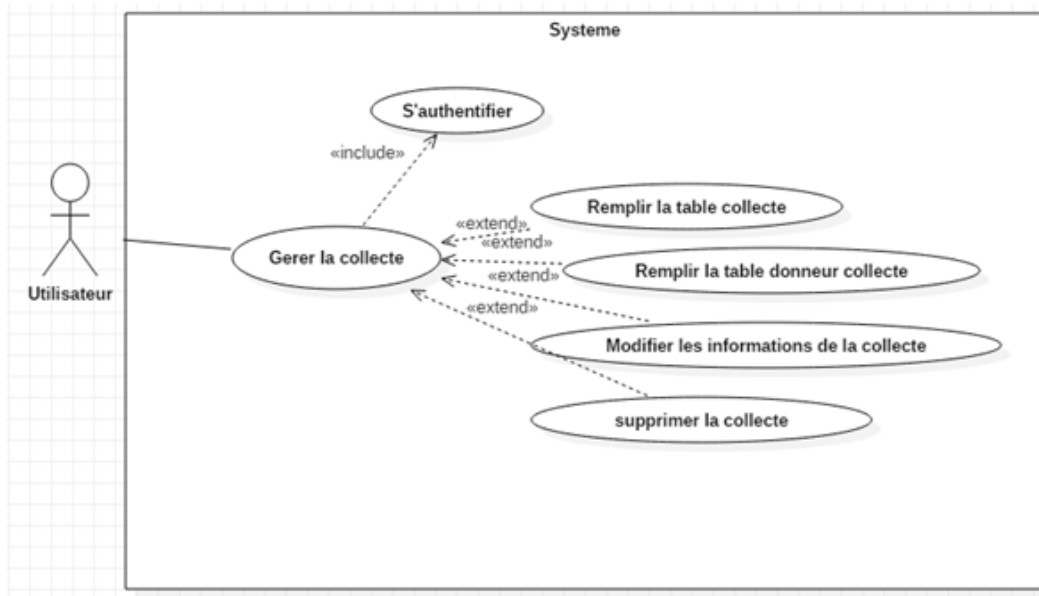 Systeme
S'authentifier
«include»
Remplir la table collecte
«extend»
«extend»
Gerer la collecte
Remplir la table donneur collecte
«extend»
Utilisateur
«extend»
Modifier les informations de la collecte
supprimer la collecte